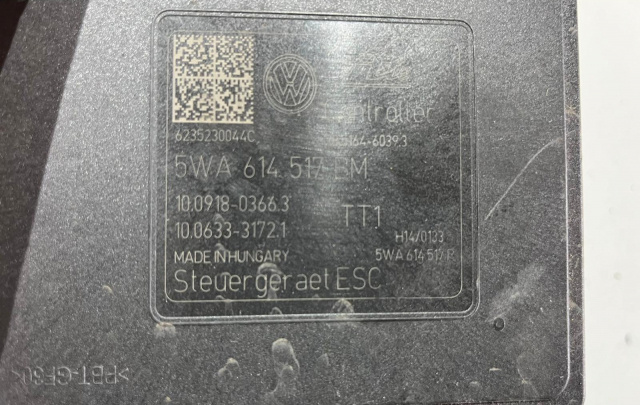 6235230044C
5WA 614 517 BM
10.0918-0366.3
TT1
10.0633-3172.1
H14/0133
MADE IN HUNGARY
5WA 614 517
Steuergeraet ESC